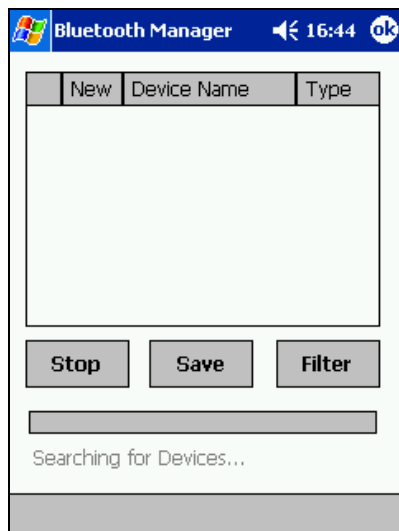 Bluetooth Manager 16:44 ok
New Device Name Type
Stop Save Filter
Searching for Devices...